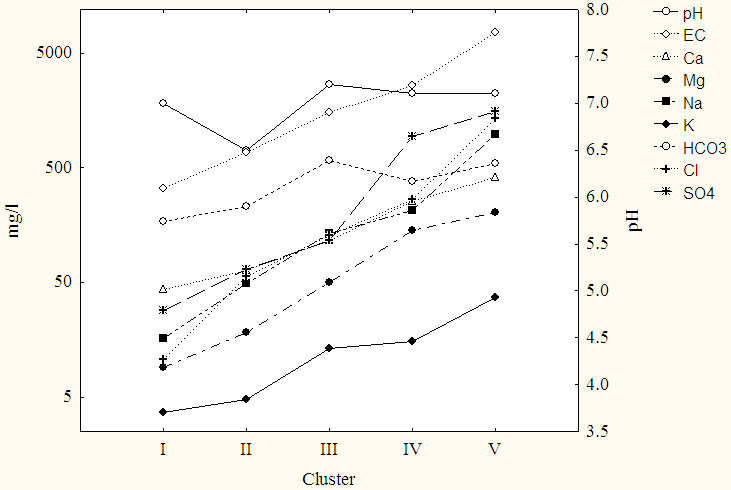 5000
500
50
5
mg/l
I II III IV V
Cluster
8.0
7.5
7.0
6.5
6.0
5.5
5.0
4.5
4.0
3.5
pH
pH
EC
Ca
Mg
Na
K
HCO3
Cl
SO4